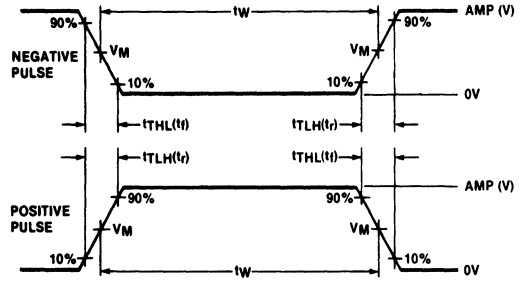 90% tW 90% AMP (V)
NEGATIVE PULSE VM VM
10% 10% 0V
tTHL(tf) tTLH(tr)
tTLH(tr) tTHL(tf)
90% 90% AMP (V)
POSITIVE PULSE VM VM
10% tW 10% 0V